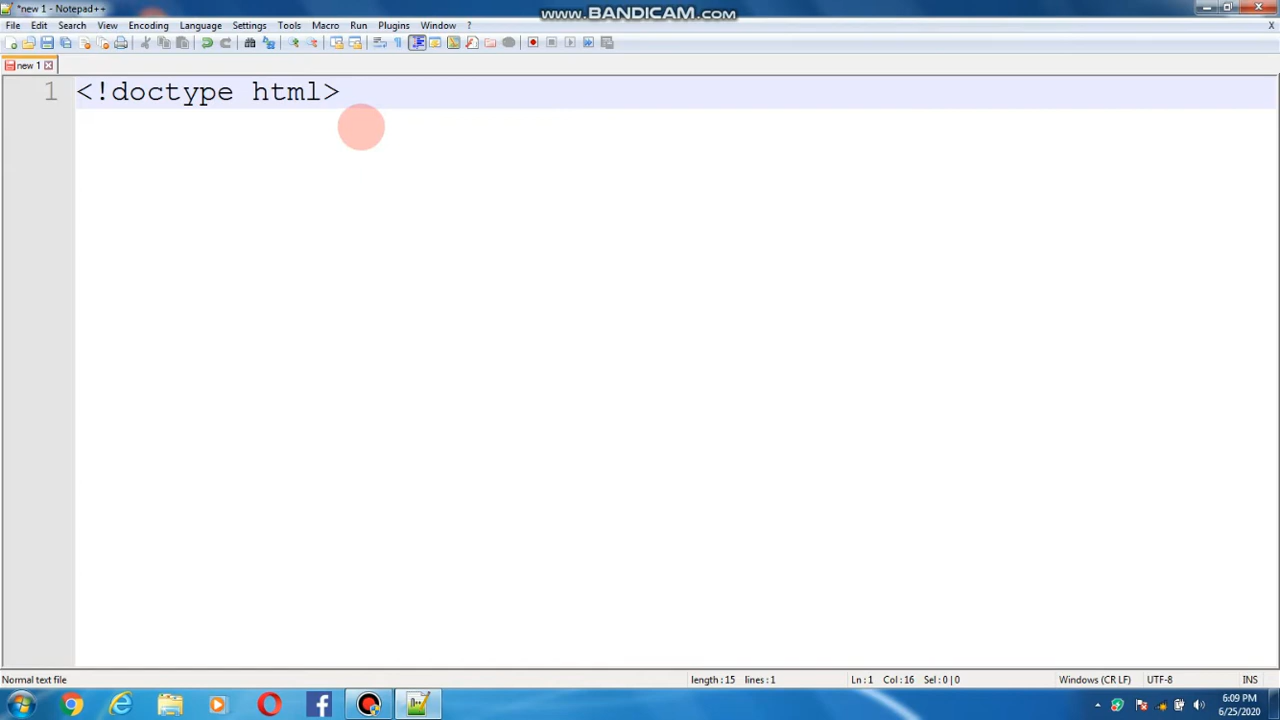 *new 1 - Notepad++
www.BANDICAM.com
File Edit Search View Encoding Language Settings Tools Macro Run Plugins Window ?
X
new 1
1 <!doctype html>
Normal text file
length : 15 lines : 1
Ln : 1 Col : 16 Sel : 0 | 0
Windows (CR LF)
UTF-8
INS
6:09 PM
6/25/2020